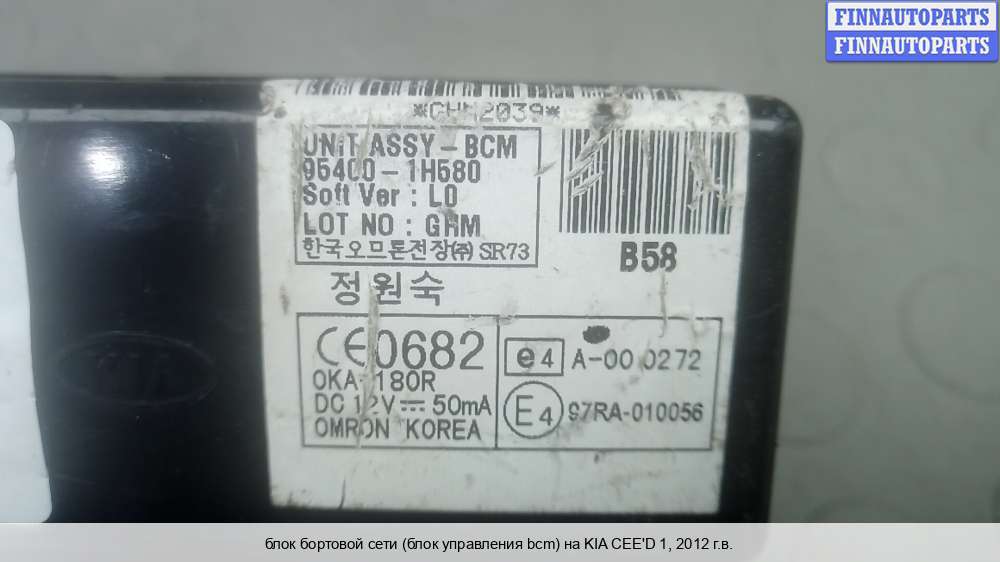 FINNAUTOPARTS
FINNAUTOPARTS
UNIT ASSY-BCM
95400-1H580
Soft Ver : L0
LOT NO : GHM
한국오므론전장(주) SR73
B58
정원숙
CE0682
OKA-180R
DC 12V 50mA
OMRON KOREA
e4 A-00 0272
E4 97RA-010056
блок бортовой сети (блок управления bcm) на KIA CEE'D 1, 2012 г.в.